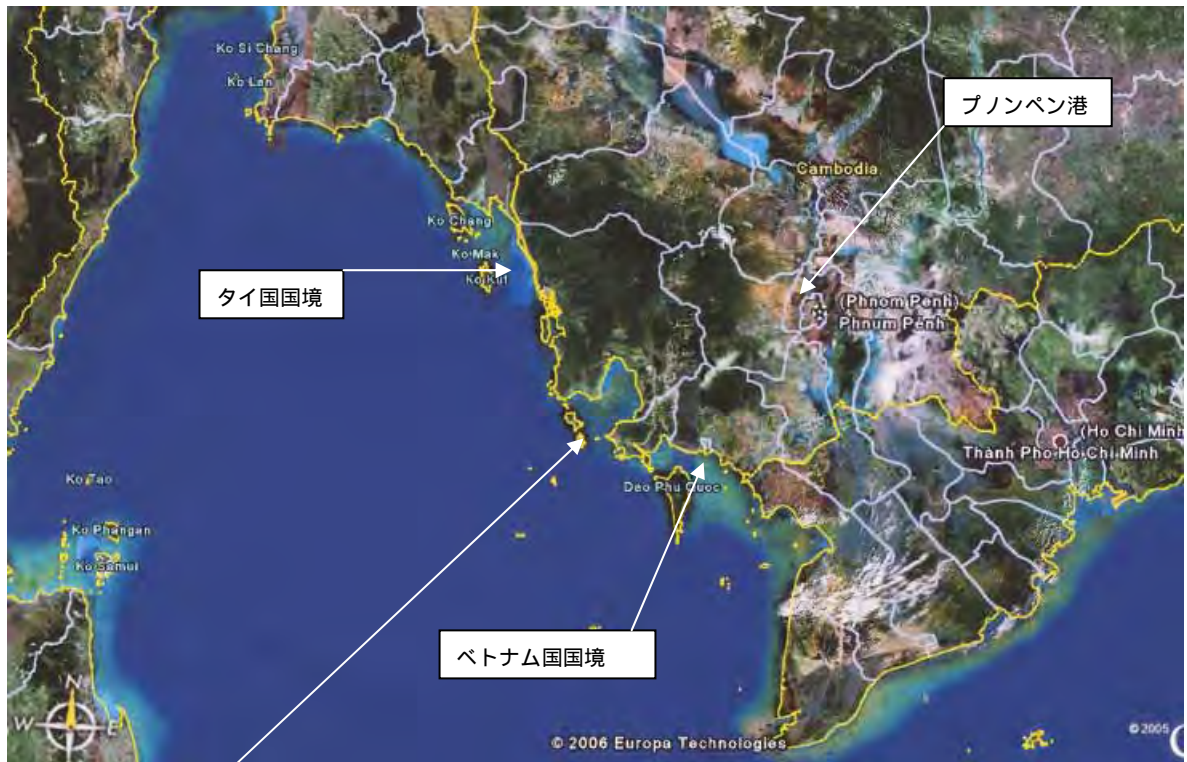 Ko Si Chang
Ko Lan
プノンペン港
Cambodia
Ko Chang
Ko Mak
Ko Kut
タイ国国境
(Phnom Penh)
Phnum Pénh
(Ho Chi Minh
Thành Pho Ho Chi Minh
Deo Phu Quoc
Ko Tao
Ko Phangan
Ko Samui
ベトナム国国境
N
W E
© 2006 Europa Technologies
© 2005